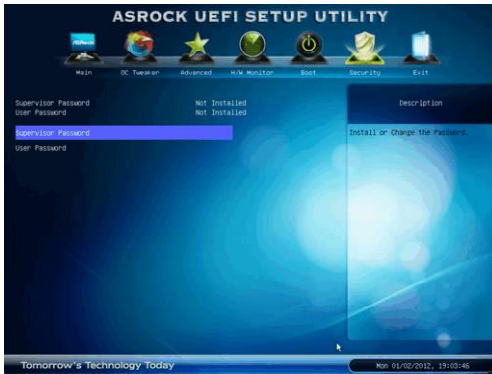 ASROCK UEFI SETUP UTILITY
ASRock
Main OC Tweaker Advanced H/W Monitor Boot Security Exit
Supervisor Password Not Installed
User Password Not Installed
Supervisor Password
User Password
Description
Install or Change the Password.
Tomorrow's Technology Today
Mon 01/02/2012, 19:03:46